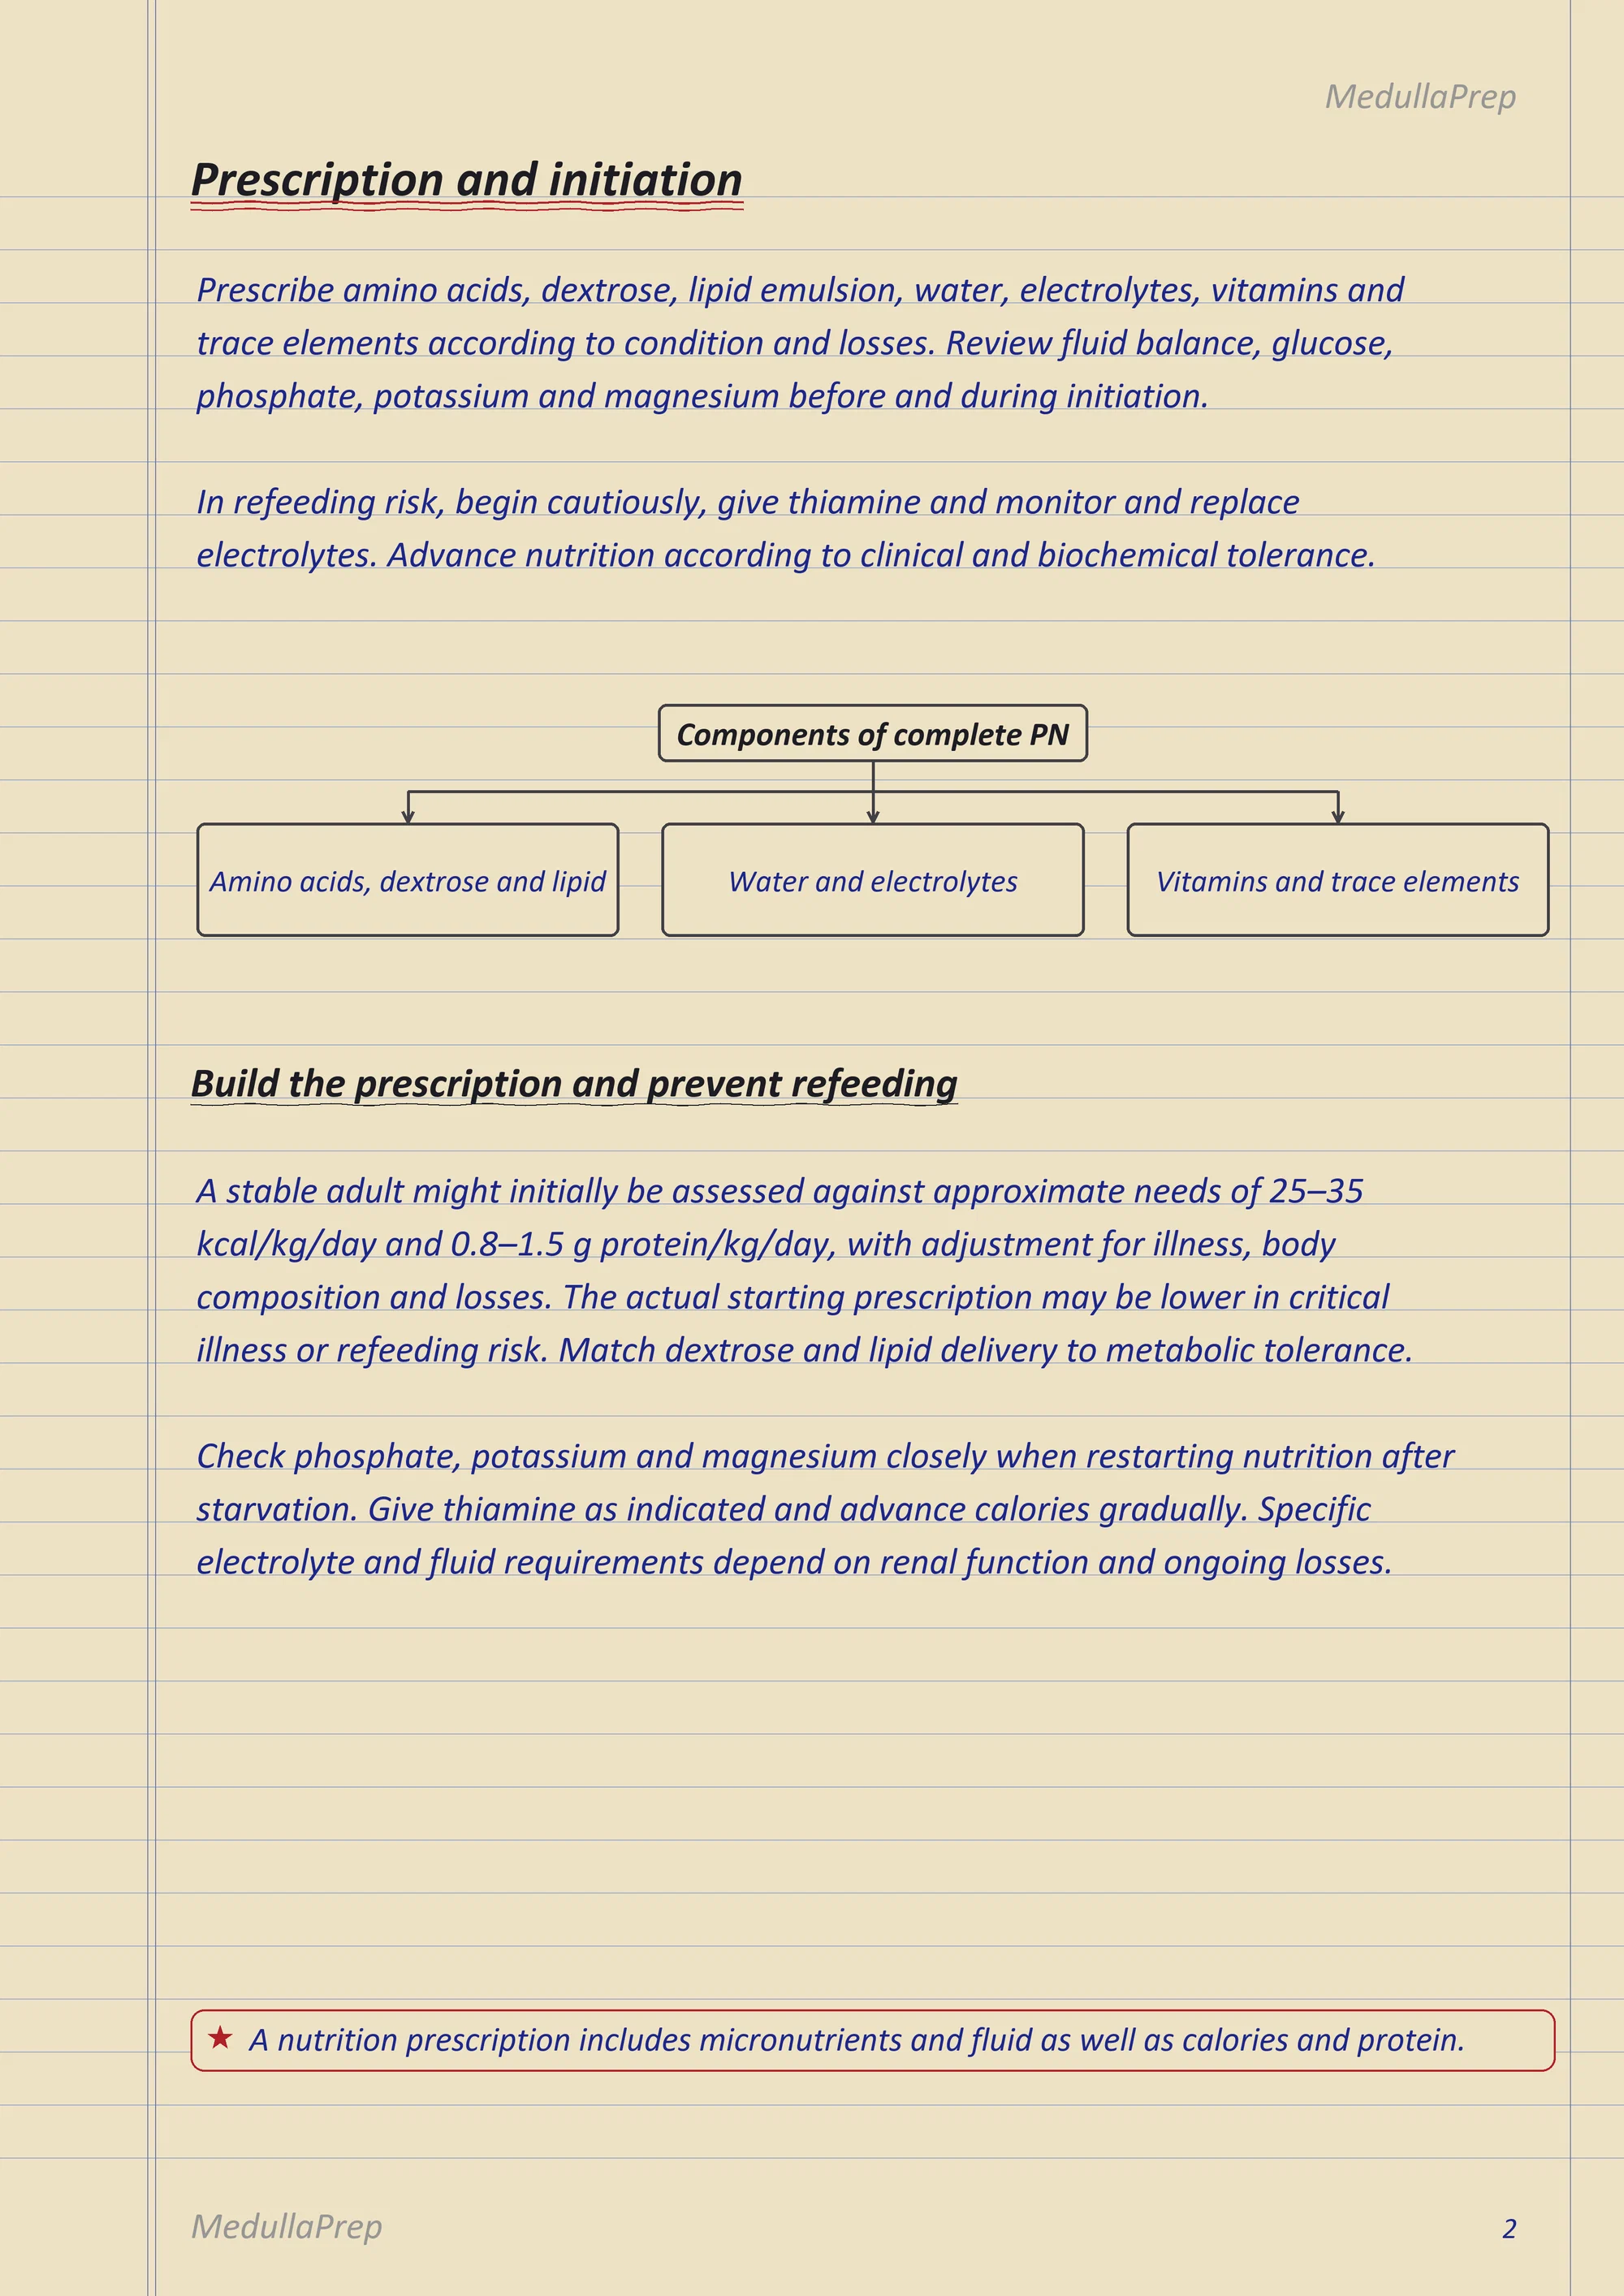 MedullaPrep
Prescription and initiation
Prescribe amino acids, dextrose, lipid emulsion, water, electrolytes, vitamins and
trace elements according to condition and losses. Review fluid balance, glucose,
phosphate, potassium and magnesium before and during initiation.
In refeeding risk, begin cautiously, give thiamine and monitor and replace
electrolytes. Advance nutrition according to clinical and biochemical tolerance.
Components of complete PN
Amino acids, dextrose and lipid
Water and electrolytes
Vitamins and trace elements
Build the prescription and prevent refeeding
A stable adult might initially be assessed against approximate needs of 25–35
kcal/kg/day and 0.8–1.5 g protein/kg/day, with adjustment for illness, body
composition and losses. The actual starting prescription may be lower in critical
illness or refeeding risk. Match dextrose and lipid delivery to metabolic tolerance.
Check phosphate, potassium and magnesium closely when restarting nutrition after
starvation. Give thiamine as indicated and advance calories gradually. Specific
electrolyte and fluid requirements depend on renal function and ongoing losses.
★ A nutrition prescription includes micronutrients and fluid as well as calories and protein.
MedullaPrep
2